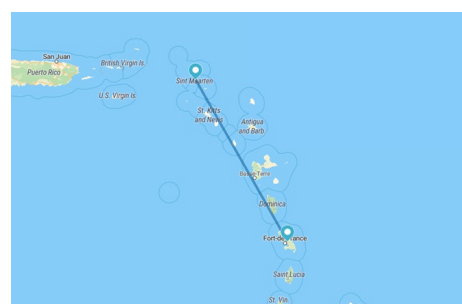 San Juan
Puerto Rico
British Virgin Is.
U.S. Virgin Is.
Sint Maarten
St. Kitts
and Nevis
Antigua
and Barb.
Basse-Terre
Dominica
Fort-de-France
Saint Lucia
St. Vin